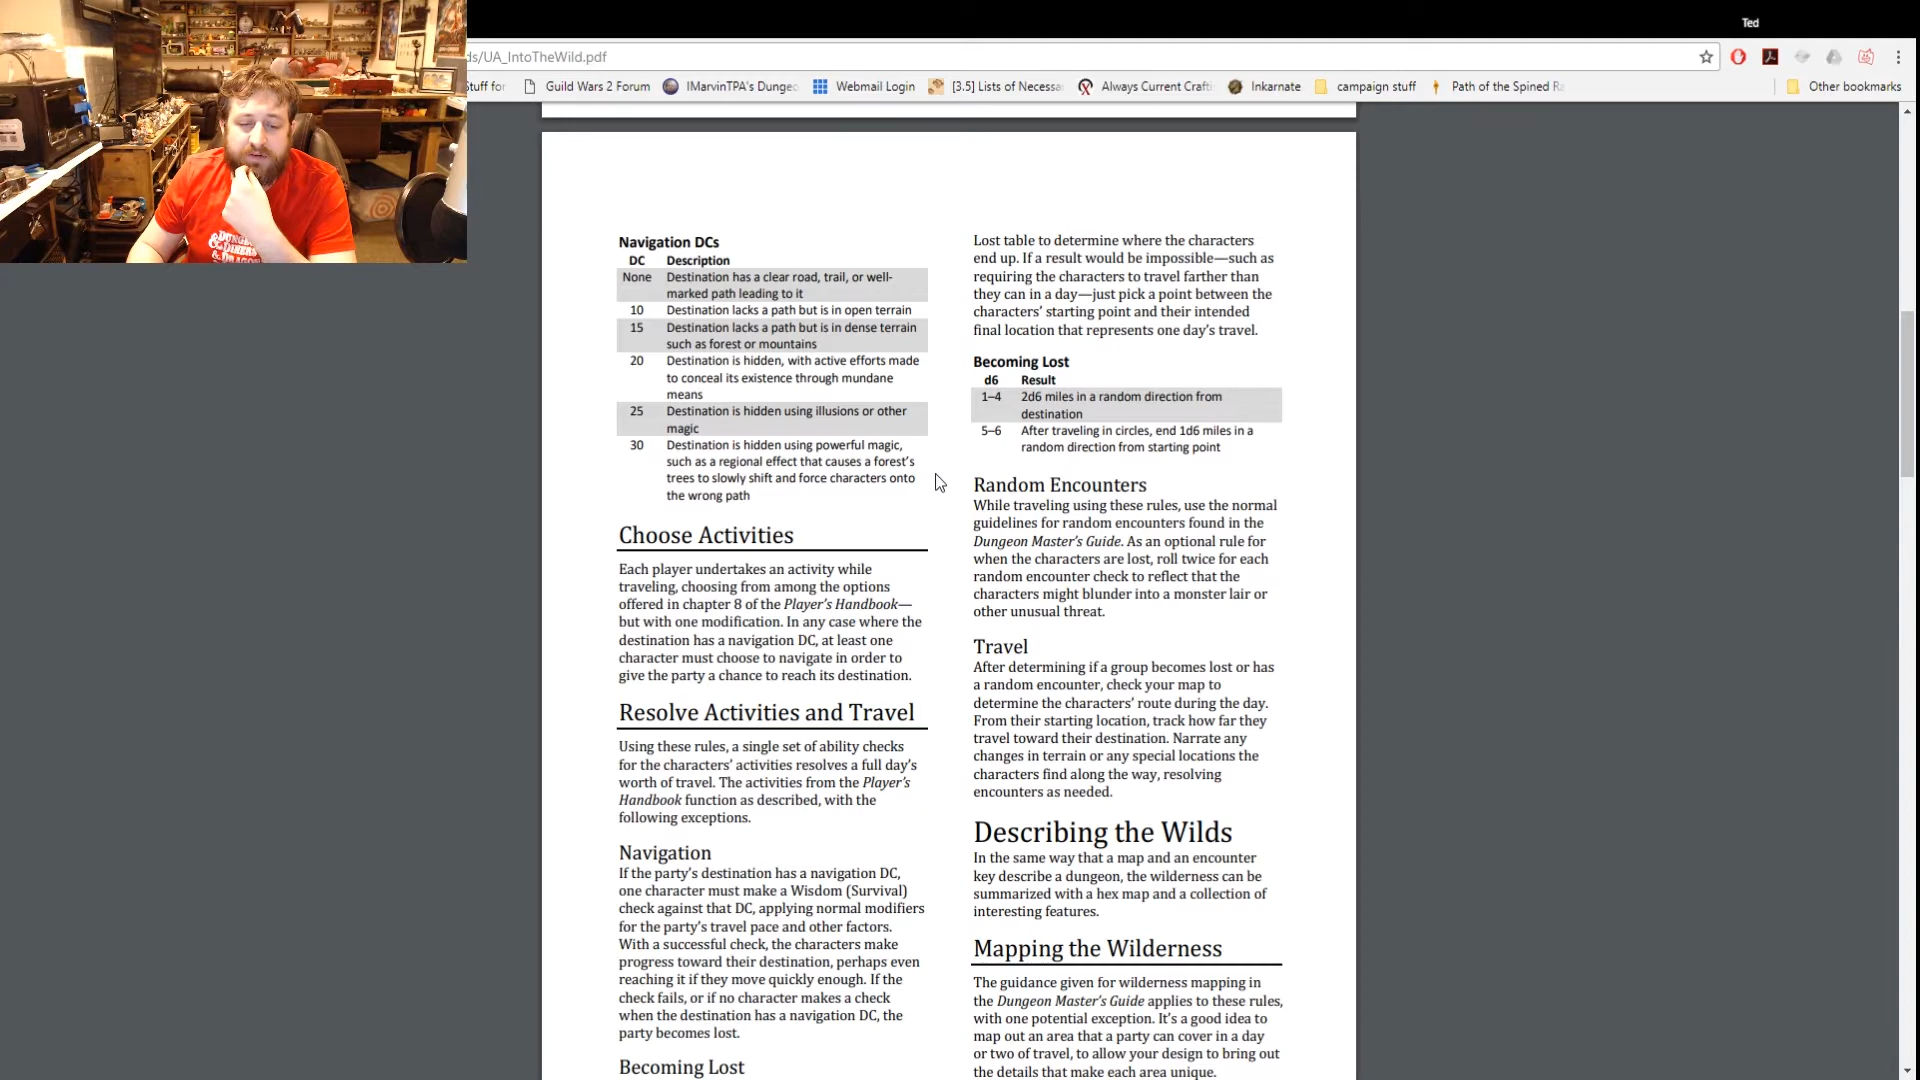 Ted
ds/UA_IntoTheWild.pdf
Stuff for
Guild Wars 2 Forum
IMarvinTPA's Dunge
Webmail Login
[3.5] Lists of Necessa
Always Current Crafti
Inkarnate
campaign stuff
Path of the Spined Ra
Other bookmarks
DUNGEONS
& DINERS
& DRAGONS
Navigation DCs
DC Description
None Destination has a clear road, trail, or well-
marked path leading to it
10 Destination lacks a path but is in open terrain
15 Destination lacks a path but is in dense terrain
such as forest or mountains
20 Destination is hidden, with active efforts made
to conceal its existence through mundane
means
25 Destination is hidden using illusions or other
magic
30 Destination is hidden using powerful magic,
such as a regional effect that causes a forest's
trees to slowly shift and force characters onto
the wrong path
Choose Activities
Each player undertakes an activity while
traveling, choosing from among the options
offered in chapter 8 of the Player's Handbook—
but with one modification. In any case where the
destination has a navigation DC, at least one
character must choose to navigate in order to
give the party a chance to reach its destination.
Resolve Activities and Travel
Using these rules, a single set of ability checks
for the characters' activities resolves a full day's
worth of travel. The activities from the Player's
Handbook function as described, with the
following exceptions.
Navigation
If the party's destination has a navigation DC,
one character must make a Wisdom (Survival)
check against that DC, applying normal modifiers
for the party's travel pace and other factors.
With a successful check, the characters make
progress toward their destination, perhaps even
reaching it if they move quickly enough. If the
check fails, or if no character makes a check
when the destination has a navigation DC, the
party becomes lost.
Becoming Lost
Lost table to determine where the characters
end up. If a result would be impossible—such as
requiring the characters to travel farther than
they can in a day—just pick a point between the
characters' starting point and their intended
final location that represents one day's travel.
Becoming Lost
d6 Result
1–4 2d6 miles in a random direction from
destination
5–6 After traveling in circles, end 1d6 miles in a
random direction from starting point
Random Encounters
While traveling using these rules, use the normal
guidelines for random encounters found in the
Dungeon Master's Guide. As an optional rule for
when the characters are lost, roll twice for each
random encounter check to reflect that the
characters might blunder into a monster lair or
other unusual threat.
Travel
After determining if a group becomes lost or has
a random encounter, check your map to
determine the characters' route during the day.
From their starting location, track how far they
travel toward their destination. Narrate any
changes in terrain or any special locations the
characters find along the way, resolving
encounters as needed.
Describing the Wilds
In the same way that a map and an encounter
key describe a dungeon, the wilderness can be
summarized with a hex map and a collection of
interesting features.
Mapping the Wilderness
The guidance given for wilderness mapping in
the Dungeon Master's Guide applies to these rules,
with one potential exception. It's a good idea to
map out an area that a party can cover in a day
or two of travel, to allow your design to bring out
the details that make each area unique.